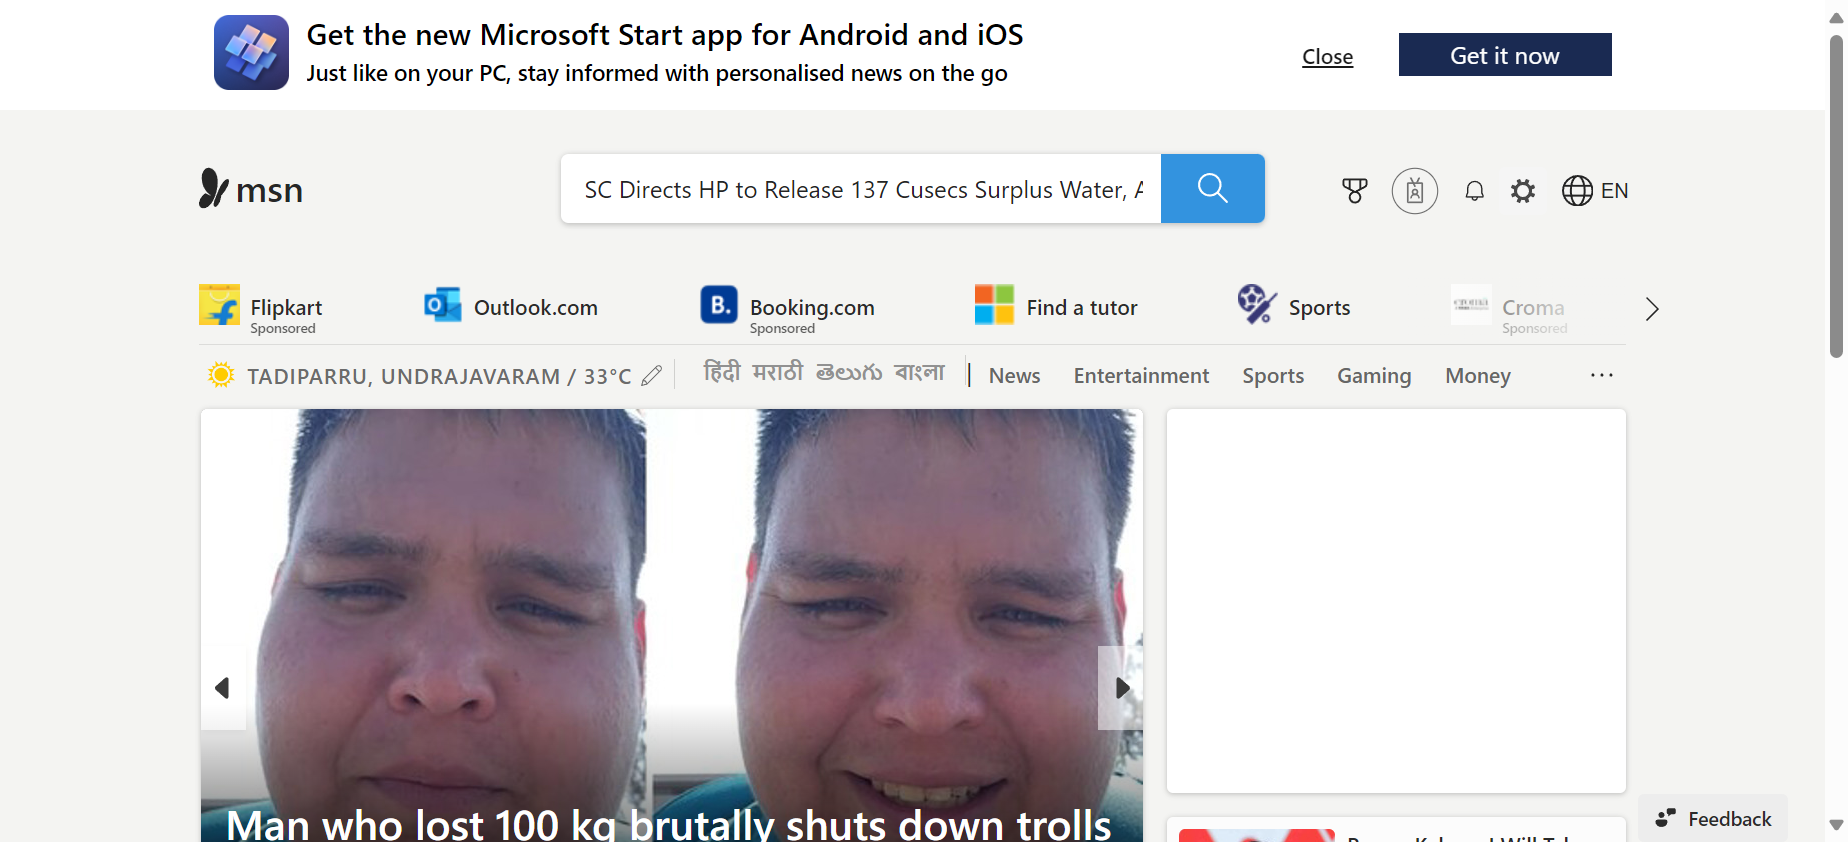 Get the new Microsoft Start app for Android and iOS
Just like on your PC, stay informed with personalised news on the go
Close
Get it now
msn
SC Directs HP to Release 137 Cusecs Surplus Water,
EN
Flipkart
Sponsored
Outlook.com
B.
Booking.com
Sponsored
Find a tutor
Sports
croma
Croma
Sponsored
TADIPARRU, UNDRAJAVARAM / 33°C
हिंदी मराठी తెలుగు বাংলা
News
Entertainment
Sports
Gaming
Money
...
Man who lost 100 kg brutally shuts down trolls
Feedback